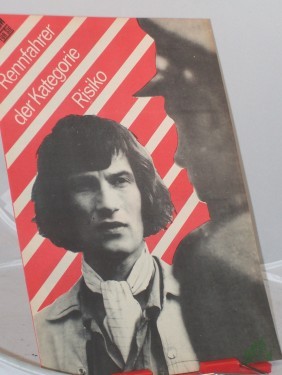 Rennfahrer
der Kategorie
Risiko